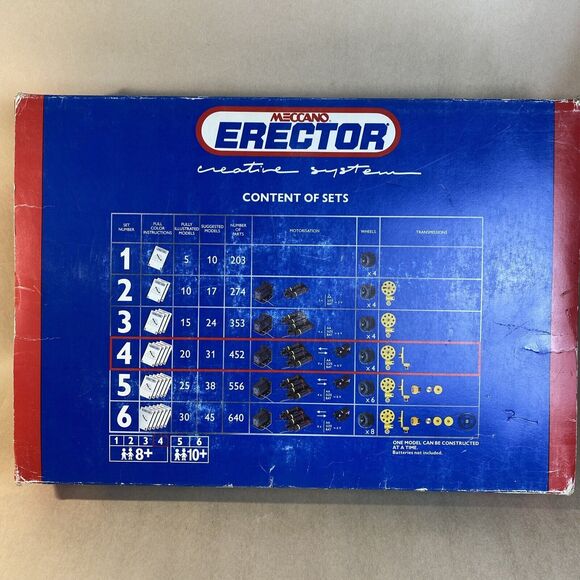 MECCANO
ERECTOR
creative system
CONTENT OF SETS
SET NUMBER FULL COLOR INSTRUCTIONS FULLY ILLUSTRATED MODELS SUGGESTED MODELS NUMBER OF PARTS MOTORISATION WHEELS TRANSMISSIONS
1 5 10 203 x 4
2 10 17 274 x 4
3 15 24 353 x 4
4 20 31 452 x 4
5 25 38 556 x 6
6 30 45 640 x 8
1 2 3 4 5 6
8+ 10+
ONE MODEL CAN BE CONSTRUCTED
AT A TIME.
Batteries not included.